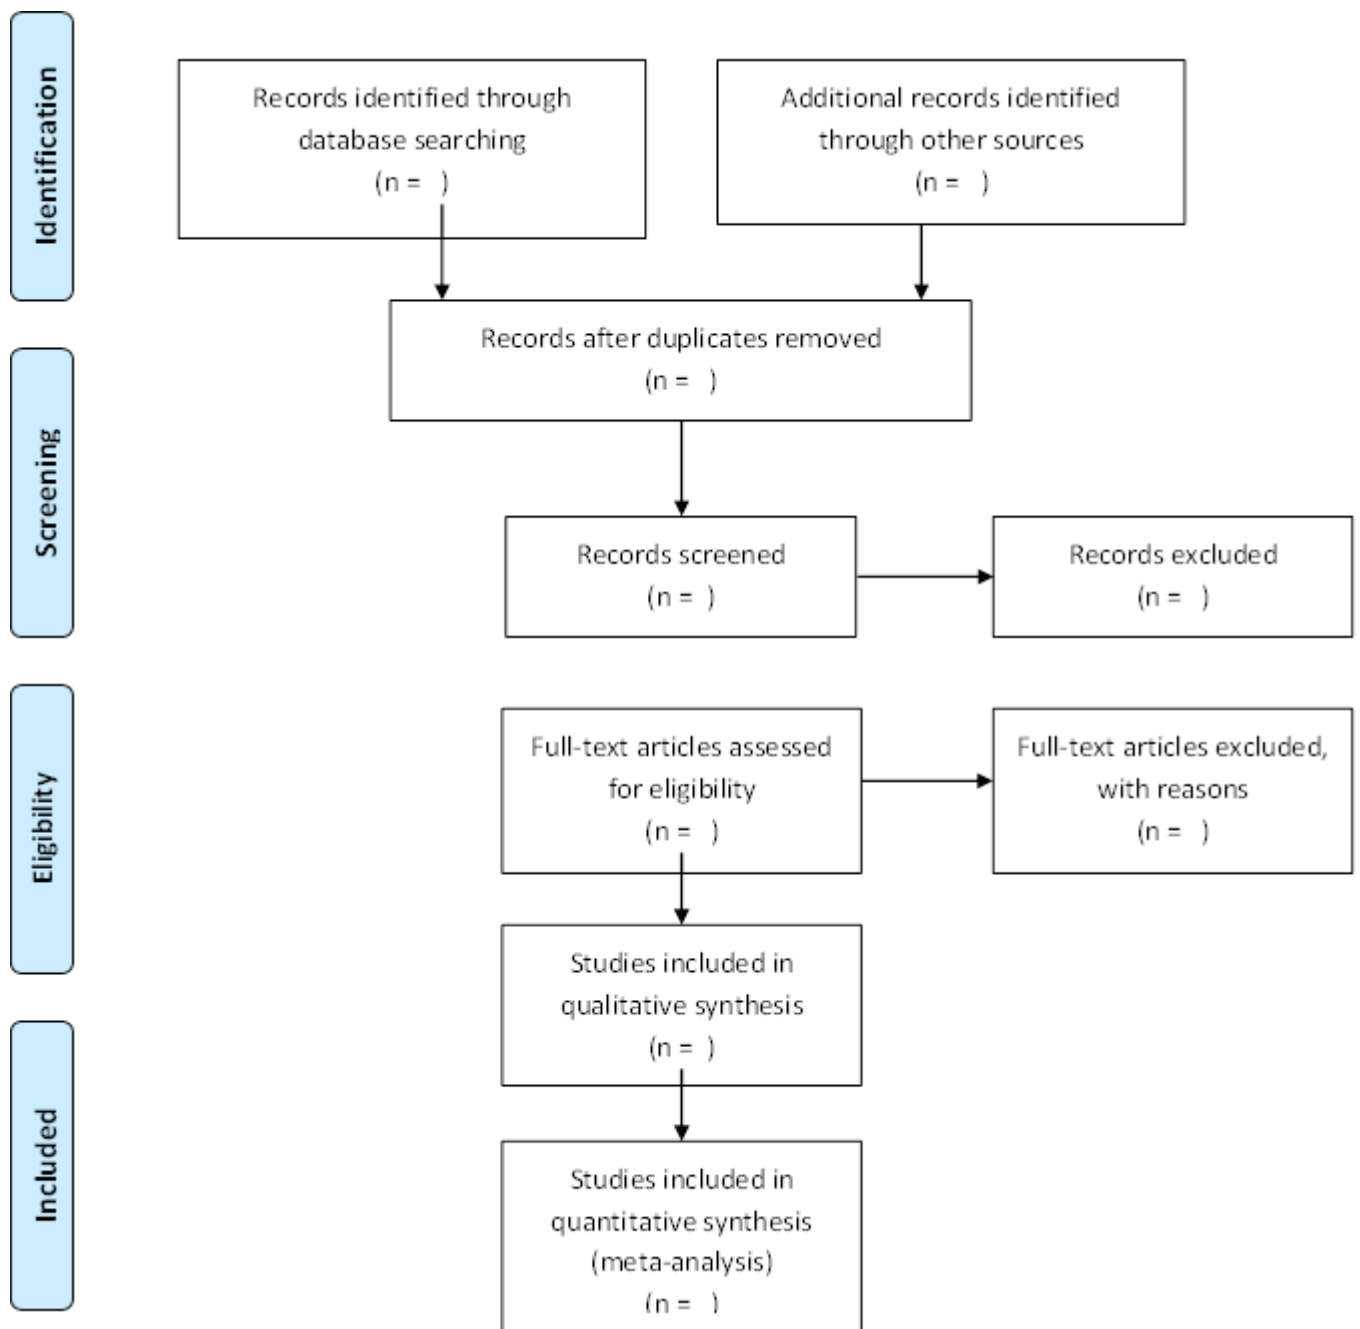 Identification
Records identified through
database searching
(n =   )
Additional records identified
through other sources
(n =   )
Records after duplicates removed
(n =   )
Screening
Records screened
(n =   )
Records excluded
(n =   )
Eligibility
Full-text articles assessed
for eligibility
(n =   )
Full-text articles excluded,
with reasons
(n =   )
Studies included in
qualitative synthesis
(n =   )
Included
Studies included in
quantitative synthesis
(meta-analysis)
(n =   )